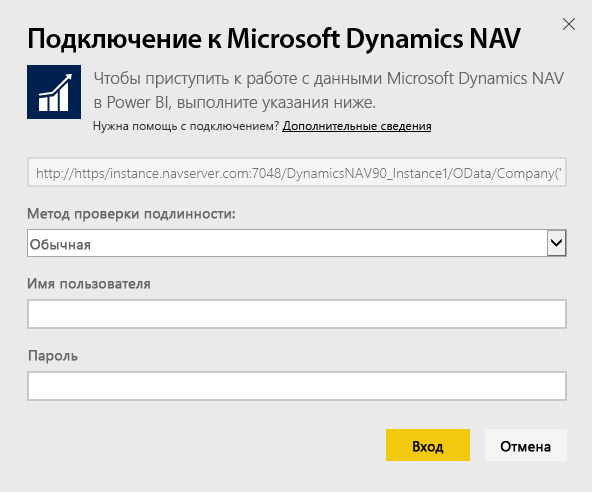 Подключение к Microsoft Dynamics NAV
Чтобы приступить к работе с данными Microsoft Dynamics NAV
в Power BI, выполните указания ниже.
Нужна помощь с подключением? Дополнительные сведения
http://https/instance.navserver.com:7048/DynamicsNAV90_Instance1/OData/Company('
Метод проверки подлинности:
Обычная
Имя пользователя
Пароль
Вход
Отмена